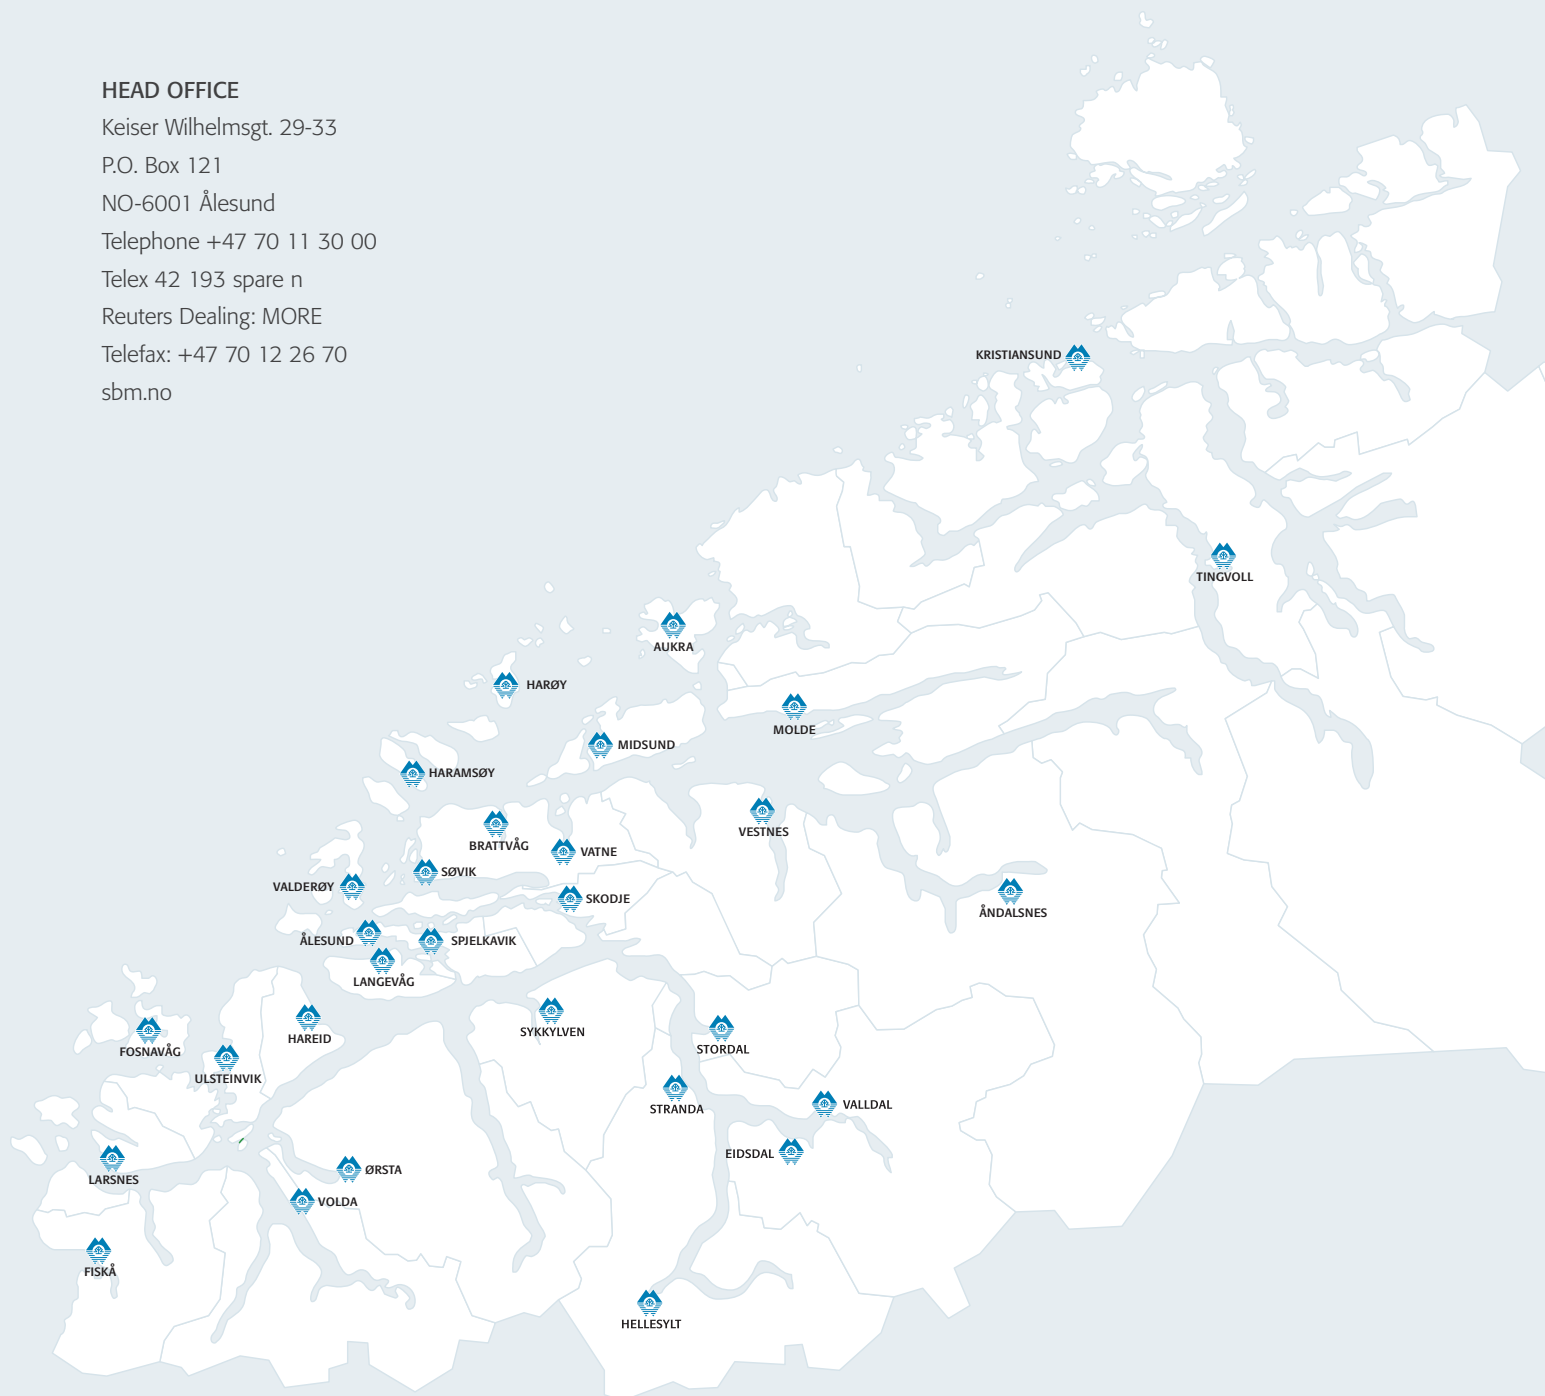 HEAD OFFICE
Keiser Wilhelmsgt. 29-33
P.O. Box 121
NO-6001 Ålesund
Telephone +47 70 11 30 00
Telex 42 193 spare n
Reuters Dealing: MORE
Telefax: +47 70 12 26 70
sbm.no
KRISTIANSUND
TINGVOLL
AUKRA
HARØY
MOLDE
MIDSUND
HARAMSØY
VESTNES
BRATTVÅG
VATNE
SØVIK
VALDERØY
SKODJE
ÅNDALSNES
ÅLESUND
SPJELKAVIK
LANGEVÅG
SYKKYLVEN
HAREID
FOSNAVÅG
STORDAL
ULSTEINVIK
STRANDA
VALLDAL
EIDSDAL
ØRSTA
LARSNES
VOLDA
FISKÅ
HELLESYLT